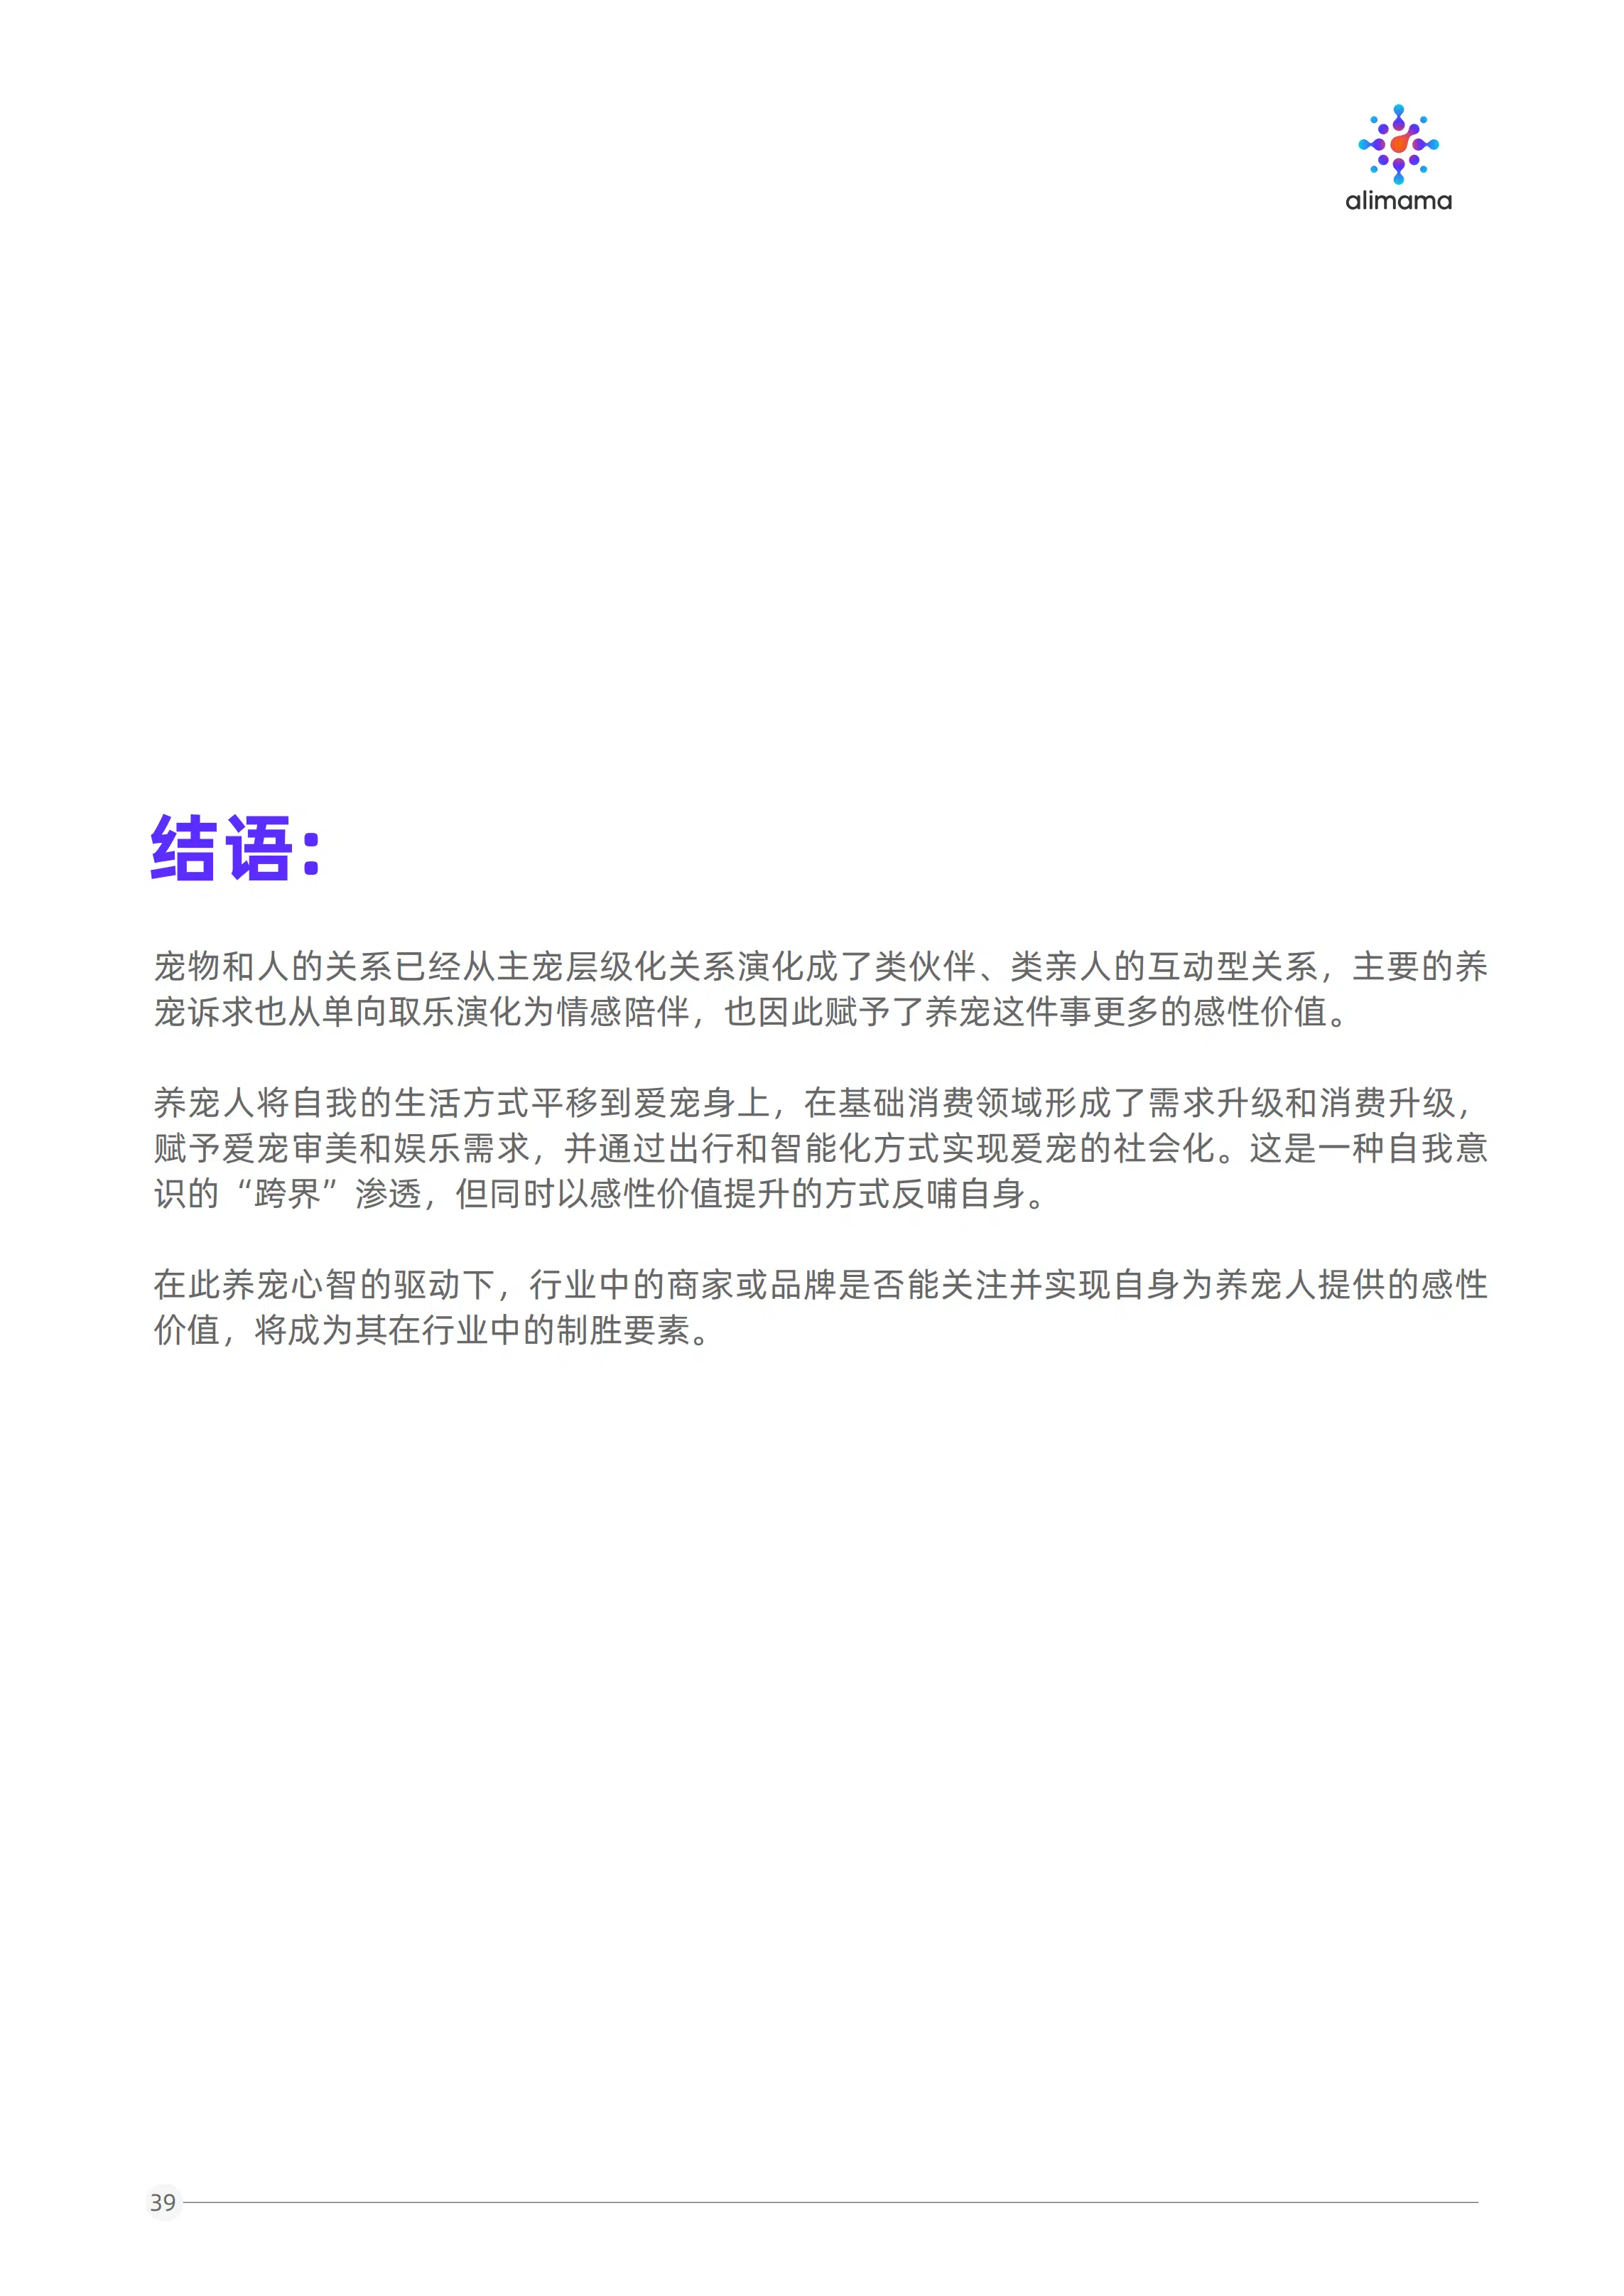 alimama
结语:
宠物和人的关系已经从主宠层级化关系演化成了类伙伴、类亲人的互动型关系，主要的养
宠诉求也从单向取乐演化为情感陪伴，也因此赋予了养宠这件事更多的感性价值。
养宠人将自我的生活方式平移到爱宠身上，在基础消费领域形成了需求升级和消费升级，
赋予爱宠审美和娱乐需求，并通过出行和智能化方式实现爱宠的社会化。这是一种自我意
识的“跨界”渗透，但同时以感性价值提升的方式反哺自身。
在此养宠心智的驱动下，行业中的商家或品牌是否能关注并实现自身为养宠人提供的感性
价值，将成为其在行业中的制胜要素。
39